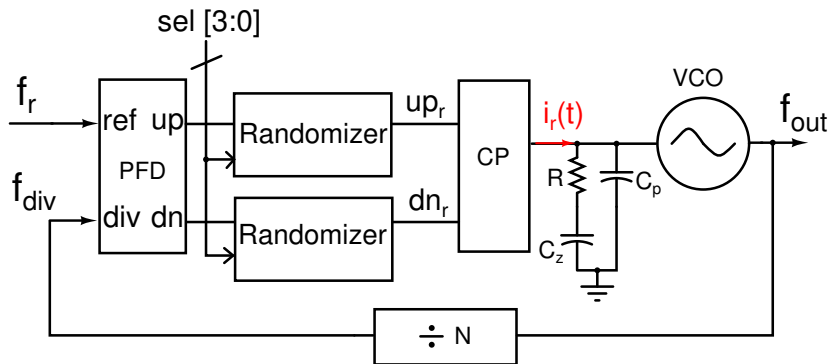 sel [3:0]
VCO
f_r
ref up
Randomizer
up_r
i_r(t)
f_out
PFD
CP
R
C_p
f_div
div dn
Randomizer
dn_r
C_z
÷ N